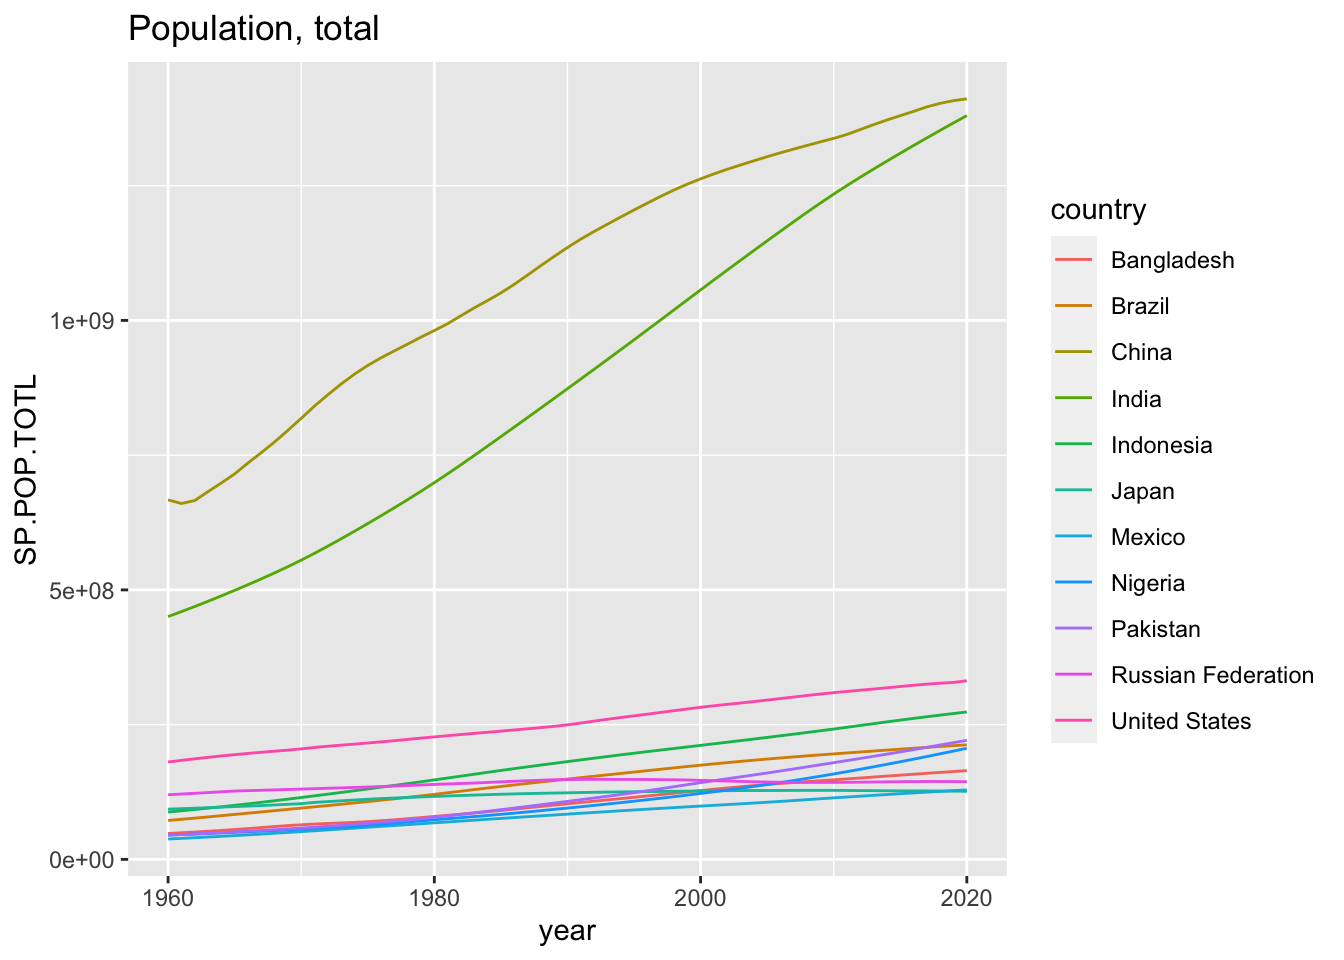 Population, total
SP.POP.TOTL
1e+09
5e+08
0e+00
1960 1980 2000 2020
year
country
Bangladesh
Brazil
China
India
Indonesia
Japan
Mexico
Nigeria
Pakistan
Russian Federation
United States